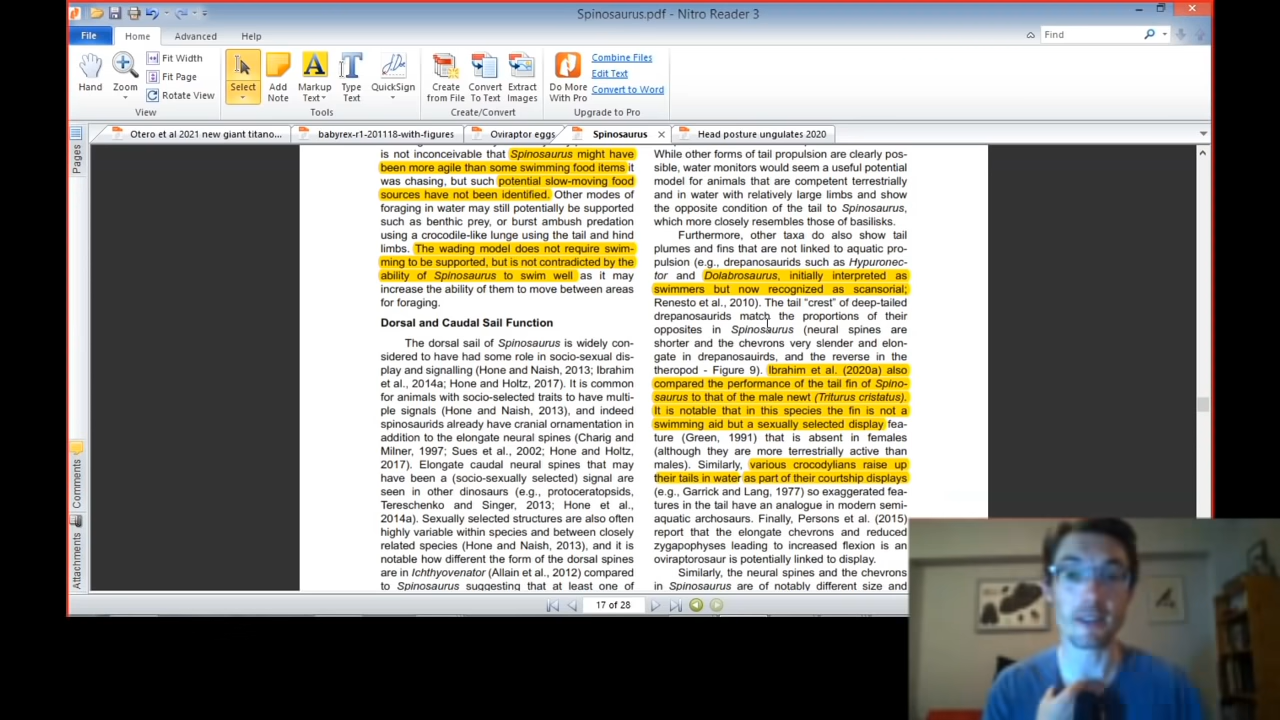 Spinosaurus.pdf - Nitro Reader 3
File Home Advanced Help
Find
Hand
Zoom
Fit Width
Fit Page
Rotate View
View
Select
Add Note
Markup Text
Type Text
QuickSign
Tools
Create from File
Convert To Text
Extract Images
Create/Convert
Do More With Pro
Combine Files
Edit Text
Convert to Word
Upgrade to Pro
Otero et al 2021 new giant titano...
babyrex-r1-201118-with-figures
Oviraptor eggs
Spinosaurus
Head posture ungulates 2020
Pages
Comments
Attachments
is not inconceivable that Spinosaurus might have
been more agile than some swimming food items it
was chasing, but such potential slow-moving food
sources have not been identified. Other modes of
foraging in water may still potentially be supported
such as benthic prey, or burst ambush predation
using a crocodile-like lunge using the tail and hind
limbs. The wading model does not require swim-
ming to be supported, but is not contradicted by the
ability of Spinosaurus to swim well as it may
increase the ability of them to move between areas
for foraging.
Dorsal and Caudal Sail Function
The dorsal sail of Spinosaurus is widely con-
sidered to have had some role in socio-sexual dis-
play and signalling (Hone and Naish, 2013; Ibrahim
et al., 2014a; Hone and Holtz, 2017). It is common
for animals with socio-selected traits to have multi-
ple signals (Hone and Naish, 2013), and indeed
spinosaurids already have cranial ornamentation in
addition to the elongate neural spines (Charig and
Milner, 1997; Sues et al., 2002; Hone and Holtz,
2017). Elongate caudal neural spines that may
have been a (socio-sexually selected) signal are
seen in other dinosaurs (e.g., protoceratopsids,
Tereschenko and Singer, 2013; Hone et al.,
2014a). Sexually selected structures are also often
highly variable within species and between closely
related species (Hone and Naish, 2013), and it is
notable how different the form of the dorsal spines
are in Ichthyovenator (Allain et al., 2012) compared
to Spinosaurus suggesting that at least one of
While other forms of tail propulsion are clearly pos-
sible, water monitors would seem a useful potential
model for animals that are competent terrestrially
and in water with relatively large limbs and show
the opposite condition of the tail to Spinosaurus,
which more closely resembles those of basilisks.
Furthermore, other taxa do also show tail
plumes and fins that are not linked to aquatic pro-
pulsion (e.g., drepanosaurids such as Hypuronec-
tor and Dolabrosaurus, initially interpreted as
swimmers but now recognized as scansorial;
Renesto et al., 2010). The tail “crest” of deep-tailed
drepanosaurids match the proportions of their
opposites in Spinosaurus (neural spines are
shorter and the chevrons very slender and elon-
gate in drepanosauirds, and the reverse in the
theropod - Figure 9). Ibrahim et al. (2020a) also
compared the performance of the tail fin of Spino-
saurus to that of the male newt (Triturus cristatus).
It is notable that in this species the fin is not a
swimming aid but a sexually selected display fea-
ture (Green, 1991) that is absent in females
(although they are more terrestrially active than
males). Similarly, various crocodylians raise up
their tails in water as part of their courtship displays
(e.g., Garrick and Lang, 1977) so exaggerated fea-
tures in the tail have an analogue in modern semi-
aquatic archosaurs. Finally, Persons et al. (2015)
report that the elongate chevrons and reduced
zygapophyses leading to increased flexion is an
oviraptorosaur is potentially linked to display.
Similarly, the neural spines and the chevrons
in Spinosaurus are of notably different size and
17 of 28